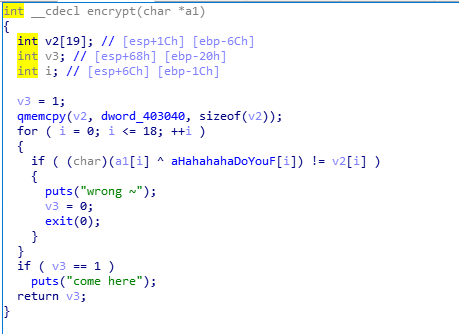 int __cdecl encrypt(char *a1)
{
int v2[19]; // [esp+1Ch] [ebp-6Ch]
int v3; // [esp+68h] [ebp-20h]
int i; // [esp+6Ch] [ebp-1Ch]
v3 = 1;
qmemcpy(v2, dword_403040, sizeof(v2));
for ( i = 0; i <= 18; ++i )
{
if ( (char)(a1[i] ^ aHahahahaDoYouF[i]) != v2[i] )
{
puts("wrong ~");
v3 = 0;
exit(0);
}
}
if ( v3 == 1 )
puts("come here");
return v3;
}